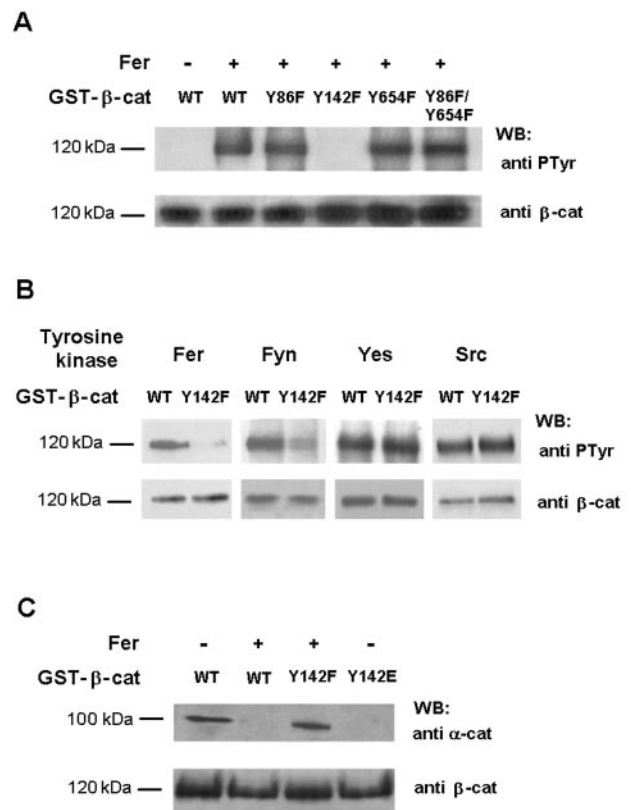 A
Fer - + + + + +
GST-β-cat WT WT Y86F Y142F Y654F Y86F/
Y654F
WB:
120 kDa anti PTyr
120 kDa anti β-cat
B
Tyrosine
kinase Fer Fyn Yes Src
GST-β-cat WT Y142F WT Y142F WT Y142F WT Y142F
WB:
120 kDa anti PTyr
120 kDa anti β-cat
C
Fer - + + -
GST-β-cat WT WT Y142F Y142E
WB:
100 kDa anti α-cat
120 kDa anti β-cat